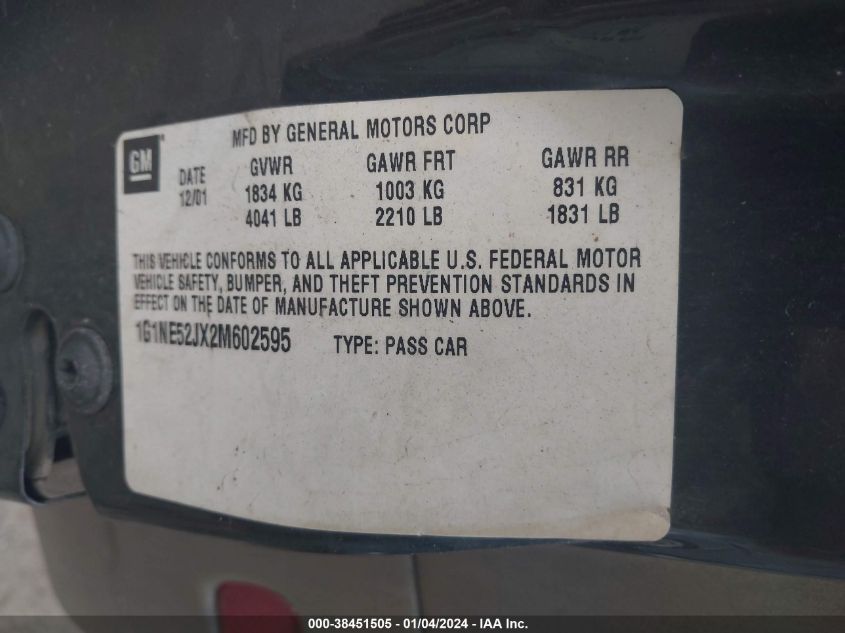 MFD BY GENERAL MOTORS CORP
GM
DATE GVWR GAWR FRT GAWR RR
12/01 1834 KG 1003 KG 831 KG
4041 LB 2210 LB 1831 LB
THIS VEHICLE CONFORMS TO ALL APPLICABLE U.S. FEDERAL MOTOR
VEHICLE SAFETY, BUMPER, AND THEFT PREVENTION STANDARDS IN
EFFECT ON THE DATE OF MANUFACTURE SHOWN ABOVE.
1G1NE52JX2M602595 TYPE: PASS CAR
000-38451505 - 01/04/2024 - IAA Inc.